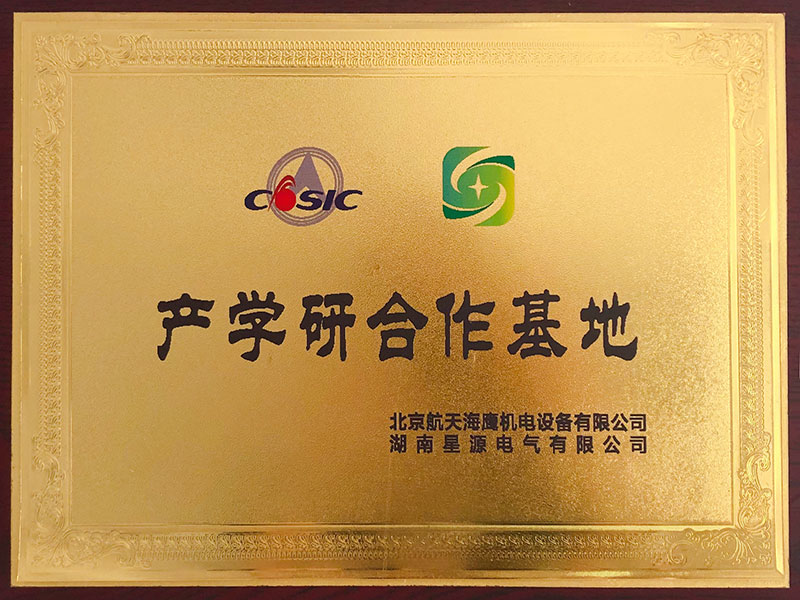 CASIC
产学研合作基地
北京航天海鹰机电设备有限公司
湖南星源电气有限公司